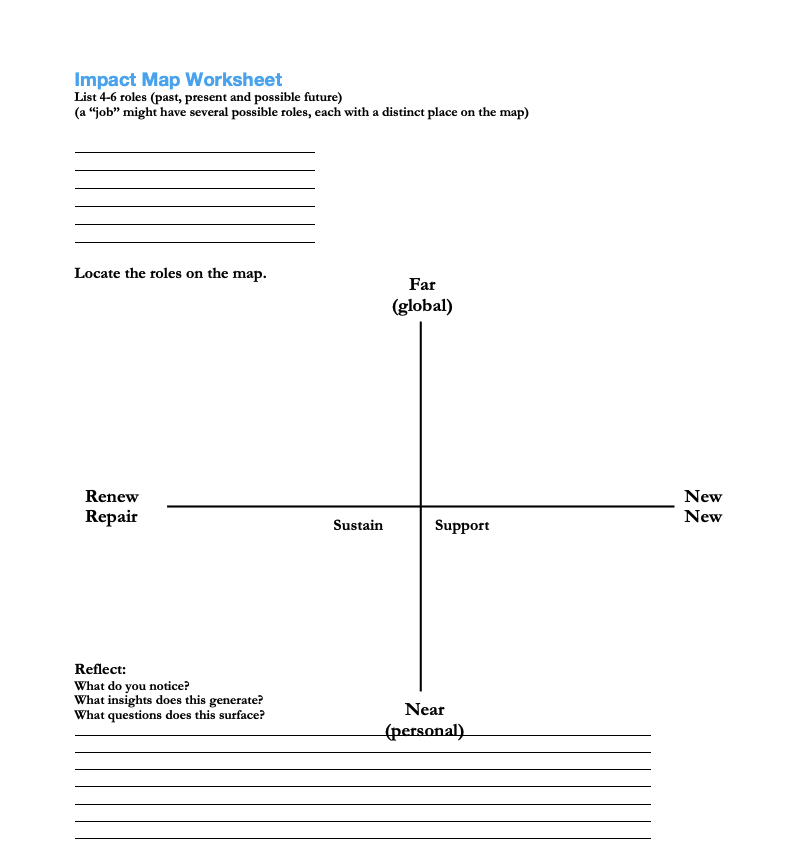 Impact Map Worksheet
List 4-6 roles (past, present and possible future)
(a “job” might have several possible roles, each with a distinct place on the map)
Locate the roles on the map.
Far
(global)
Renew
Repair
New
New
Sustain
Support
Reflect:
What do you notice?
What insights does this generate?
What questions does this surface?
Near
(personal)